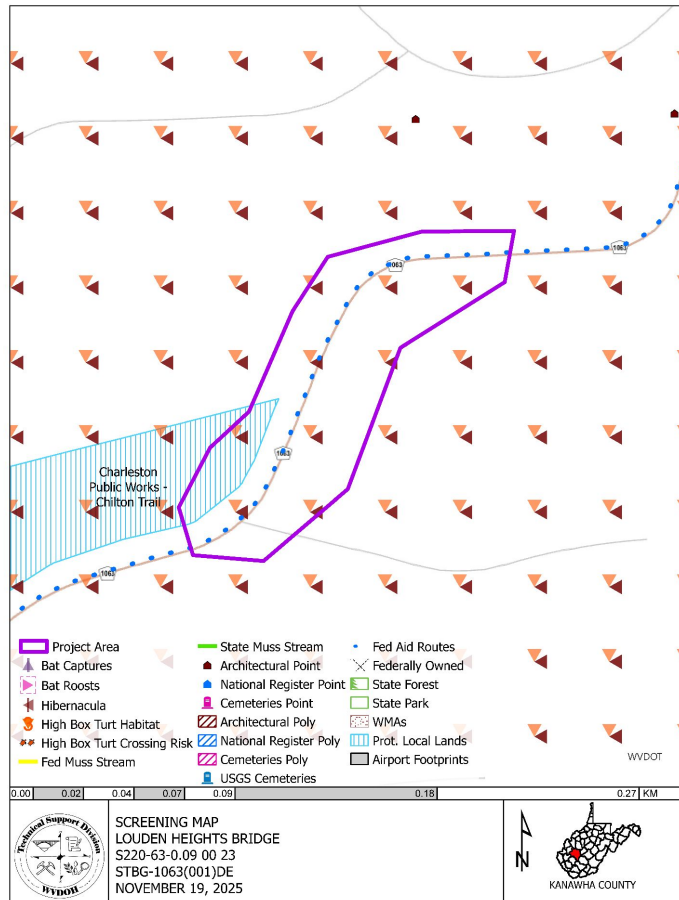 1063
1063
Charleston
Public Works -
Chilton Trail
1063
1063
Project Area
Bat Captures
Bat Roosts
Hibernacula
High Box Turt Habitat
High Box Turt Crossing Risk
Fed Muss Stream
State Muss Stream
Architectural Point
National Register Point
Cemeteries Point
Architectural Poly
National Register Poly
Cemeteries Poly
USGS Cemeteries
Fed Aid Routes
Federally Owned
State Forest
State Park
WMAs
Prot. Local Lands
Airport Footprints
WVDOT
0.00 0.02 0.04 0.07 0.09 0.18 0.27 KM
Technical Support Division
WVDOH
SCREENING MAP
LOUDEN HEIGHTS BRIDGE
S220-63-0.09 00 23
STBG-1063(001)DE
NOVEMBER 19, 2025
N
KANAWHA COUNTY